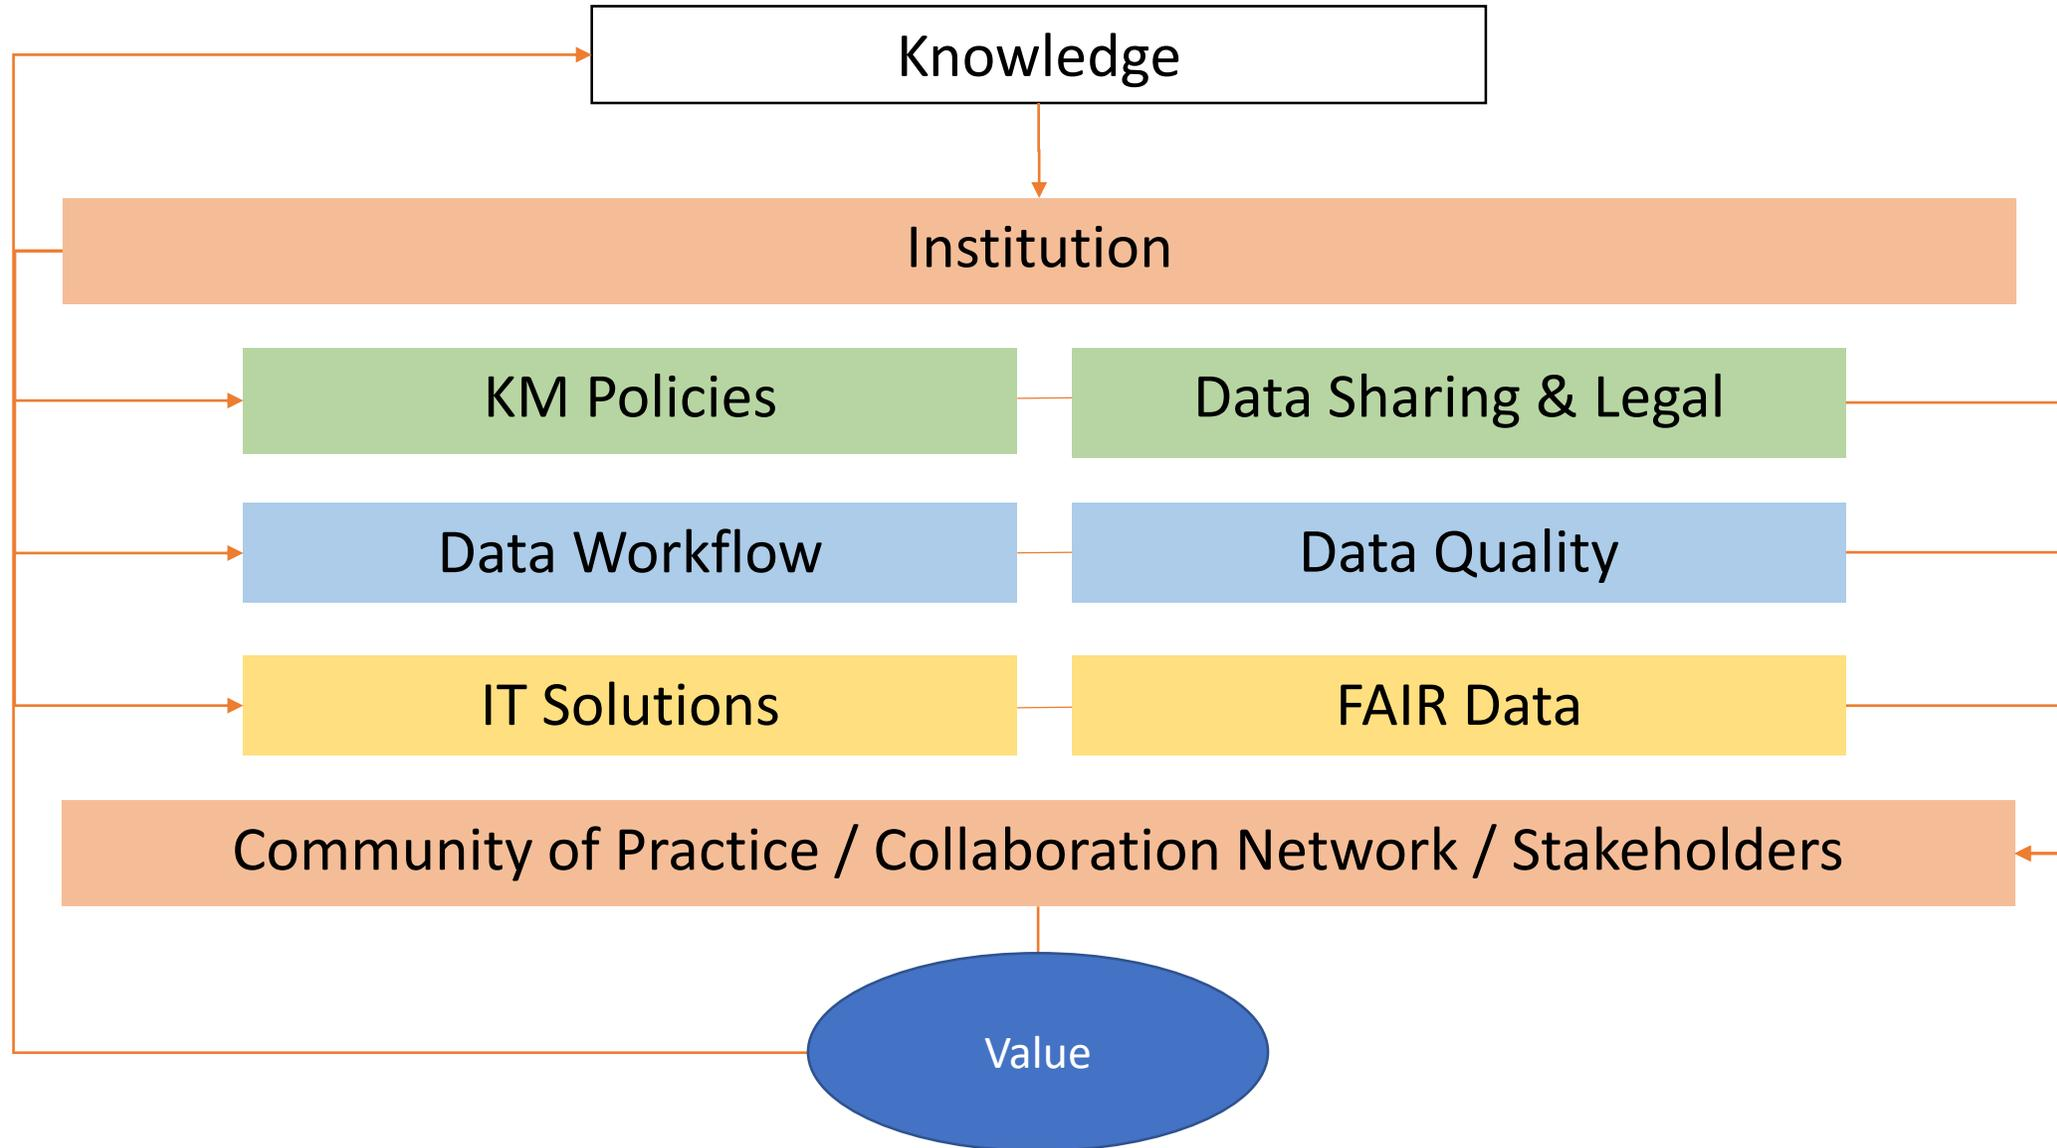 Knowledge
Institution
KM Policies
Data Sharing & Legal
Data Workflow
Data Quality
IT Solutions
FAIR Data
Community of Practice / Collaboration Network / Stakeholders
Value